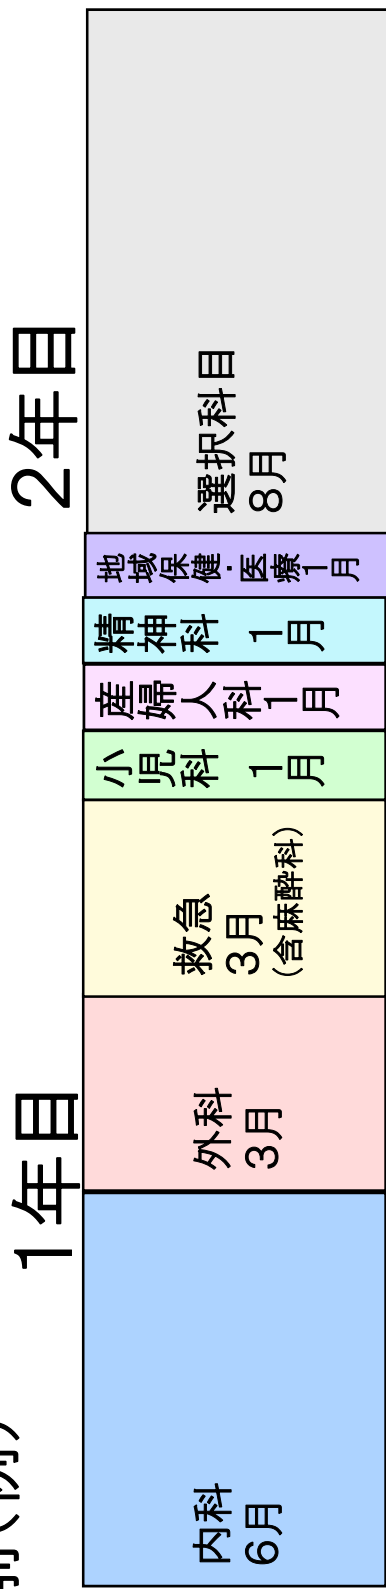 前(例)
1年目
2年目
内科
6月
外科
3月
救急
3月
(含麻酔科)
小児科 1月
産婦人科1月
精神科 1月
地域保健・医療1月
選択科目
8月